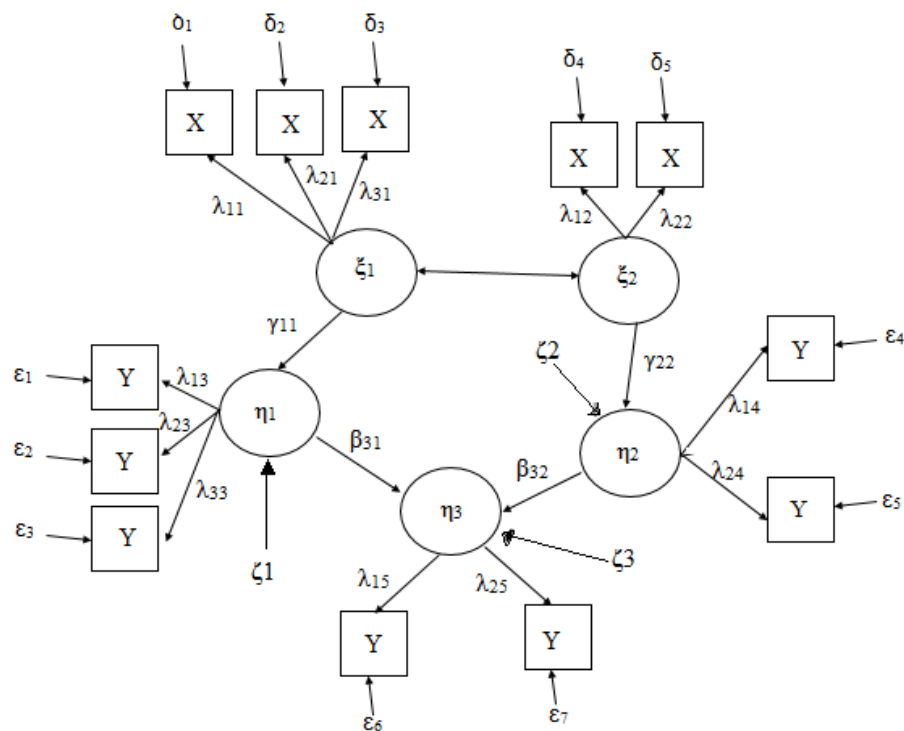 δ1 δ2 δ3
δ4 δ5
X X X
X X
λ11 λ21 λ31
λ12 λ22
ξ1 ξ2
γ11
ζ2 γ22
ε1 Y λ13
Y ε4
η1
λ23
λ14
ε2 Y
β31 β32 η2
λ33
λ24
ε3 Y
η3
Y ε5
ζ1 ζ3
λ15 λ25
Y Y
ε6 ε7